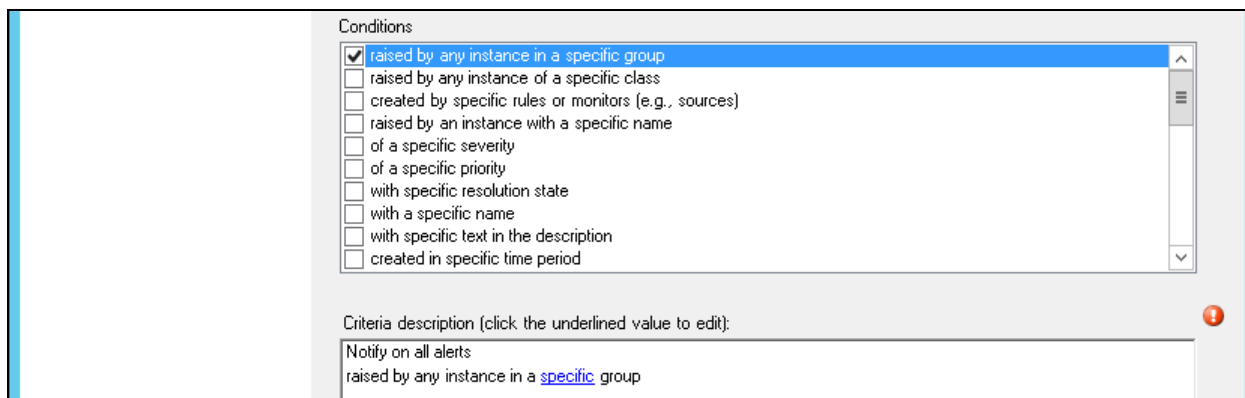 Conditions
raised by any instance in a specific group
raised by any instance of a specific class
created by specific rules or monitors (e.g., sources)
raised by an instance with a specific name
of a specific severity
of a specific priority
with specific resolution state
with a specific name
with specific text in the description
created in specific time period
Criteria description (click the underlined value to edit):
Notify on all alerts
raised by any instance in a specific group